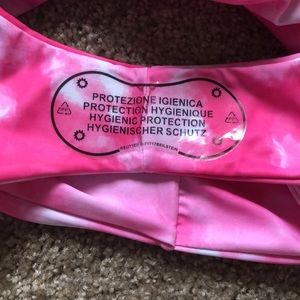 PROTEZIONE IGIENICA
PROTECTION HYGIENIQUE
HYGIENIC PROTECTION
HYGIENISCHER SCHUTZ